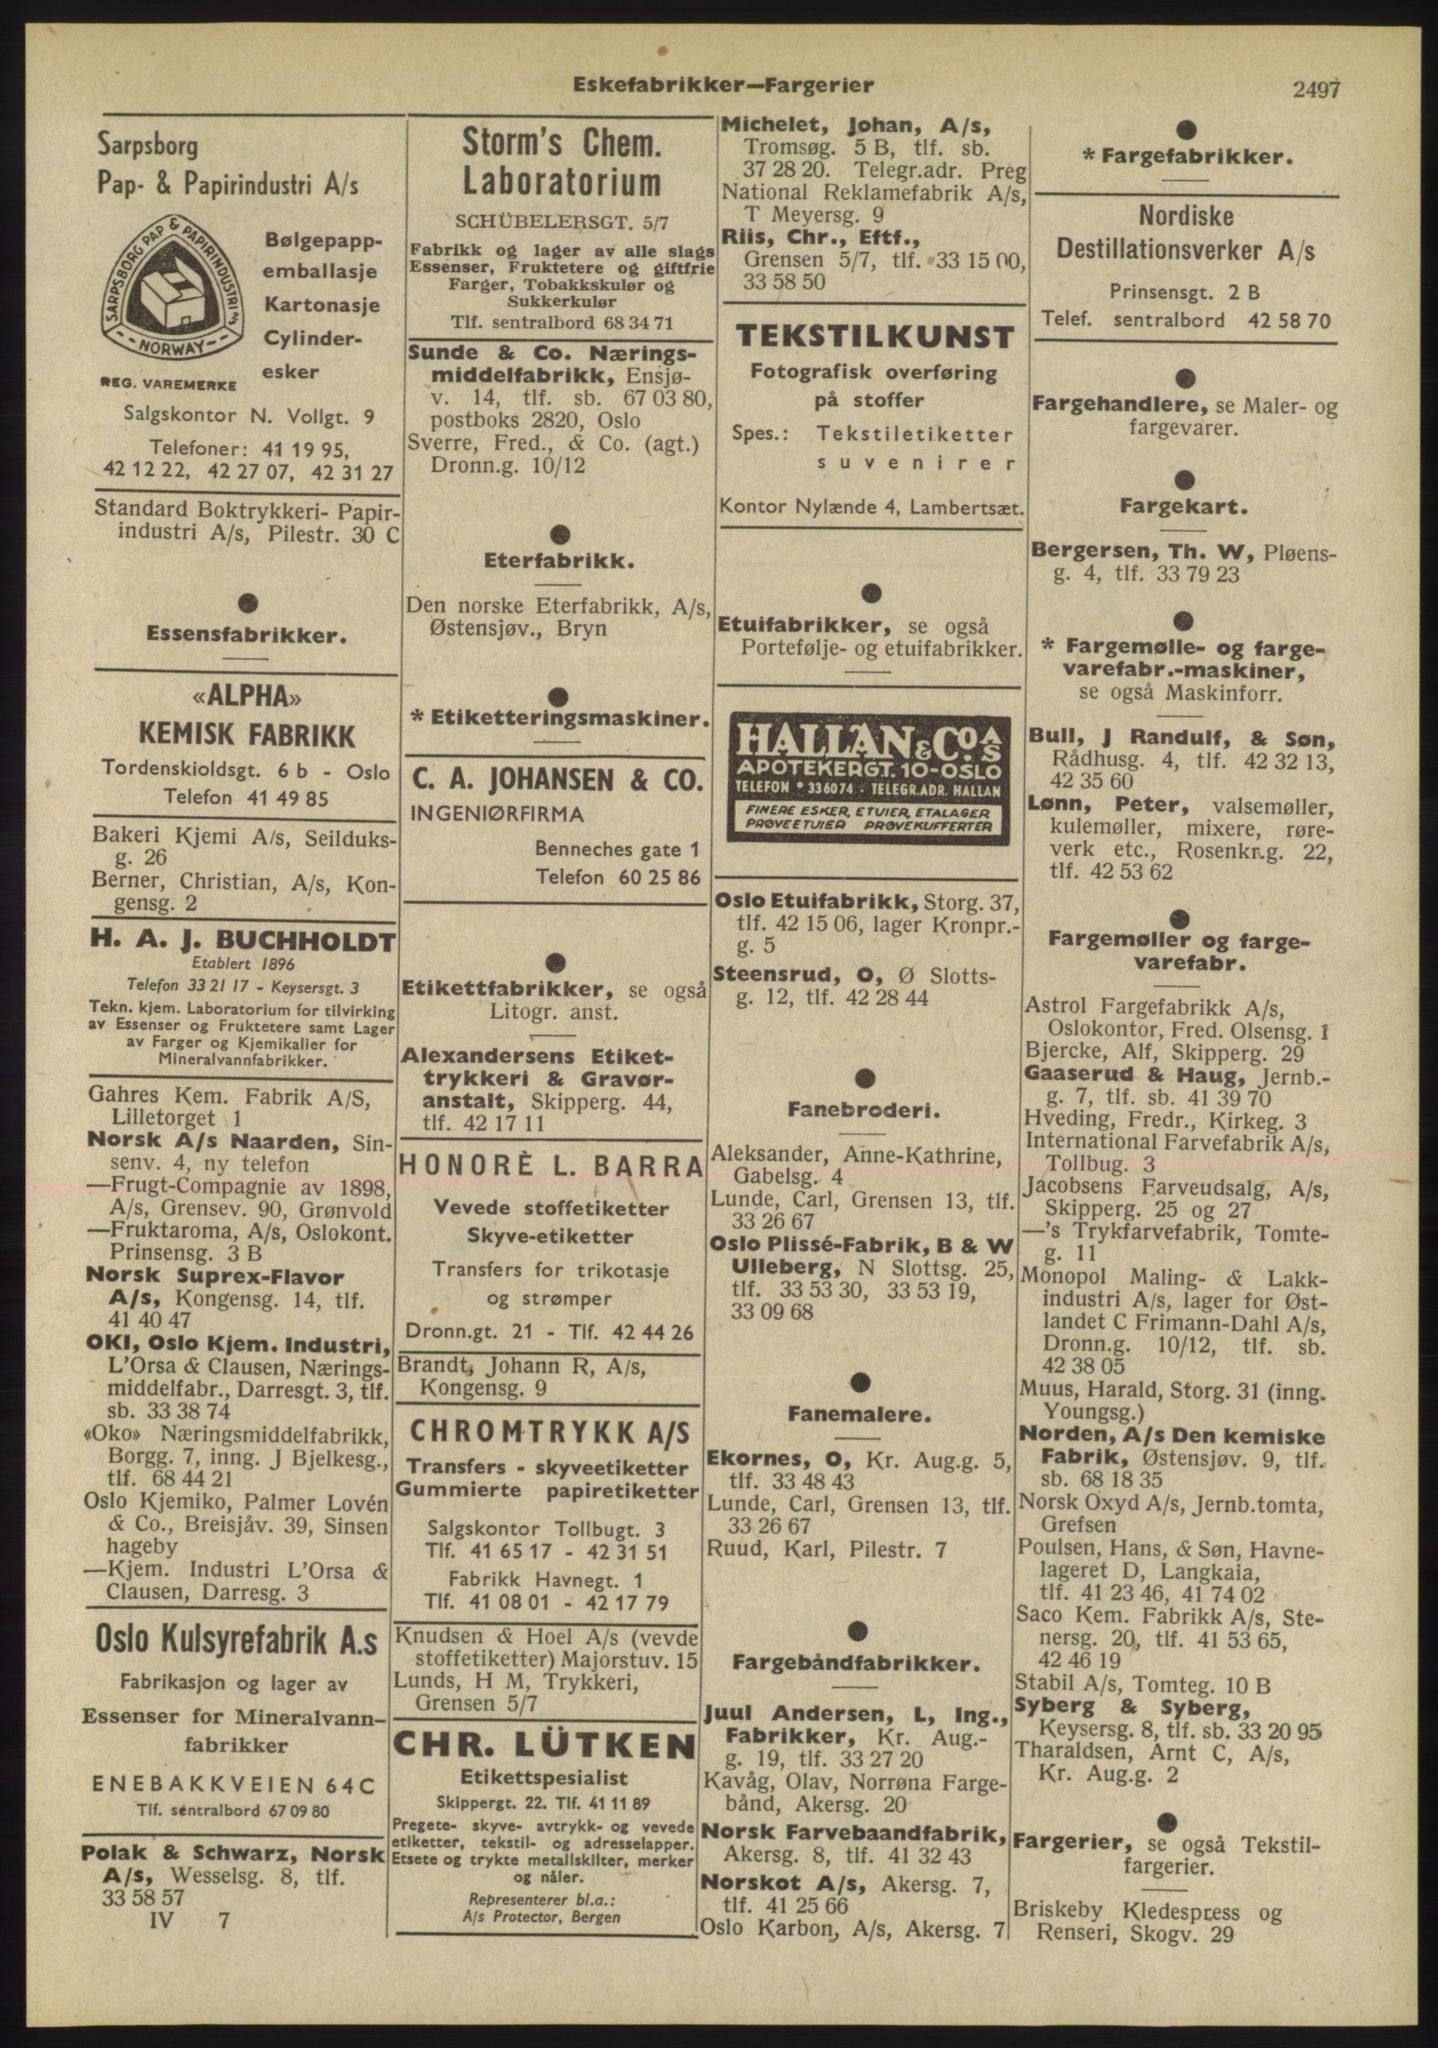 Eskefabrikker—Fargerier
2497
Sarpsborg
Pap- & Papirindustri A/s
SARPSBORG PAP & PAPIRINDUSTRI A/s
NORWAY
REG. VAREMERKE
Bølgepapp-
emballasje
Kartonasje
Cylinder-
esker
Salgskontor N. Vollgt. 9
Telefoner: 41 19 95,
42 12 22, 42 27 07, 42 31 27
Standard Boktrykkeri- Papir-
industri A/s, Pilestr. 30 C
Essensfabrikker.
«ALPHA»
KEMISK FABRIKK
Tordenskioldsgt. 6 b - Oslo
Telefon 41 49 85
Bakeri Kjemi A/s, Seilduks-
g. 26
Berner, Christian, A/s, Kon-
gensg. 2
H. A. J. BUCHHOLDT
Etablert 1896
Telefon 33 21 17 - Keysersgt. 3
Tekn. kjem. Laboratorium for tilvirking
av Essenser og Fruktetere samt Lager
av Farger og Kjemikalier for
Mineralvannfabrikker.
Gahres Kem. Fabrik A/S,
Lilletorget 1
Norsk A/s Naarden, Sin-
senv. 4, ny telefon
—Frugt-Compagnie av 1898,
A/s, Grensev. 90, Grønvold
—Fruktaroma, A/s, Oslokont.
Prinsensg. 3 B
Norsk Suprex-Flavor
A/s, Kongensg. 14, tlf.
41 40 47
OKI, Oslo Kjem. Industri,
L'Orsa & Clausen, Nærings-
middelfabr., Darresgt. 3, tlf.
sb. 33 38 74
«Oko» Næringsmiddelfabrikk,
Borgg. 7, inng. J Bjelkesg.,
tlf. 68 44 21
Oslo Kjemiko, Palmer Lovén
& Co., Breisjåv. 39, Sinsen
hageby
—Kjem. Industri L'Orsa &
Clausen, Darresg. 3
Oslo Kulsyrefabrik A.s
Fabrikasjon og lager av
Essenser for Mineralvann-
fabrikker
ENEBAKKVEIEN 64C
Tlf. sentralbord 67 09 80
Polak & Schwarz, Norsk
A/s, Wesselsg. 8, tlf.
33 58 57
IV 7
Storm's Chem.
Laboratorium
SCHÜBELERSGT. 5/7
Fabrikk og lager av alle slags
Essenser, Fruktetere og giftfrie
Farger, Tobakkskulør og
Sukkerkulør
Tlf. sentralbord 68 34 71
Sunde & Co. Nærings-
middelfabrikk, Ensjø-
v. 14, tlf. sb. 67 03 80,
postboks 2820, Oslo
Sverre, Fred., & Co. (agt.)
Dronn.g. 10/12
Eterfabrikk.
Den norske Eterfabrikk, A/s,
Østensjøv., Bryn
* Etiketteringsmaskiner.
C. A. JOHANSEN & CO.
INGENIØRFIRMA
Benneches gate 1
Telefon 60 25 86
Etikettfabrikker, se også
Litogr. anst.
Alexandersens Etiket-
trykkeri & Gravør-
anstalt, Skipperg. 44,
tlf. 42 17 11
HONORÈ L. BARRA
Vevede stoffetiketter
Skyve-etiketter
Transfers for trikotasje
og strømper
Dronn.gt. 21 - Tlf. 42 44 26
Brandt, Johann R, A/s,
Kongensg. 9
CHROMTRYKK A/S
Transfers - skyveetiketter
Gummierte papiretiketter
Salgskontor Tollbugt. 3
Tlf. 41 65 17 - 42 31 51
Fabrikk Havnegt. 1
Tlf. 41 08 01 - 42 17 79
Knudsen & Hoel A/s (vevde
stoffetiketter) Majorstuv. 15
Lunds, H M, Trykkeri,
Grensen 5/7
CHR. LÜTKEN
Etikettspesialist
Skippergt. 22. Tlf. 41 11 89
Pregete- skyve- avtrykk- og vevede
etiketter, tekstil- og adresselapper.
Etsete og trykte metallskilter, merker
og nåler.
Representerer bl.a.:
A/s Protector, Bergen
Michelet, Johan, A/s,
Tromsøg. 5 B, tlf. sb.
37 28 20. Telegr.adr. Preg
National Reklamefabrik A/s,
T Meyersg. 9
Riis, Chr., Eftf.,
Grensen 5/7, tlf. 33 15 00,
33 58 50
TEKSTILKUNST
Fotografisk overføring
på stoffer
Spes.: Tekstiletiketter
suvenirer
Kontor Nylænde 4, Lambertsæt.
Etuifabrikker, se også
Portefølje- og etuifabrikker.
HALLAN & CO. A/S
APOTEKERGT. 10-OSLO
TELEFON * 336074 - TELEGR.ADR. HALLAN
FINERE ESKER, ETUIER, ETALAGER
PRØVEETUIER PRØVEKUFFERTER
Oslo Etuifabrikk, Storg. 37,
tlf. 42 15 06, lager Kronpr.-
g. 5
Steensrud, O, Ø Slotts-
g. 12, tlf. 42 28 44
Fanebroderi.
Aleksander, Anne-Kathrine,
Gabelsg. 4
Lunde, Carl, Grensen 13, tlf.
33 26 67
Oslo Plissé-Fabrik, B & W
Ulleberg, N Slottsg. 25,
tlf. 33 53 30, 33 53 19,
33 09 68
Fanemalere.
Ekornes, O, Kr. Aug.g. 5,
tlf. 33 48 43
Lunde, Carl, Grensen 13, tlf.
33 26 67
Ruud, Karl, Pilestr. 7
Fargebåndfabrikker.
Juul Andersen, L, Ing.,
Fabrikker, Kr. Aug.-
g. 19, tlf. 33 27 20
Kavåg, Olav, Norrøna Farge-
bånd, Akersg. 20
Norsk Farvebaandfabrik,
Akersg. 8, tlf. 41 32 43
Norskot A/s, Akersg. 7,
tlf. 41 25 66
Oslo Karbon, A/s, Akersg. 7
* Fargefabrikker.
Nordiske
Destillationsverker A/s
Prinsensgt. 2 B
Telef. sentralbord 42 58 70
Fargehandlere, se Maler- og
fargevarer.
Fargekart.
Bergersen, Th. W, Pløens-
g. 4, tlf. 33 79 23
* Fargemølle- og farge-
varefabr.-maskiner,
se også Maskinforr.
Bull, J Randulf, & Søn,
Rådhusg. 4, tlf. 42 32 13,
42 35 60
Lønn, Peter, valsemøller,
kulemøller, mixere, røre-
verk etc., Rosenkr.g. 22,
tlf. 42 53 62
Fargemøller og farge-
varefabr.
Astrol Fargefabrikk A/s,
Oslokontor, Fred. Olsensg. 1
Bjercke, Alf, Skipperg. 29
Gaaserud & Haug, Jernb.-
g. 7, tlf. sb. 41 39 70
Hveding, Fredr., Kirkeg. 3
International Farvefabrik A/s,
Tollbug. 3
Jacobsens Farveudsalg, A/s,
Skipperg. 25 og 27
—'s Trykfarvefabrik, Tomte-
g. 11
Monopol Maling- & Lakk-
industri A/s, lager for Øst-
landet C Frimann-Dahl A/s,
Dronn.g. 10/12, tlf. sb.
42 38 05
Muus, Harald, Storg. 31 (inng.
Youngsg.)
Norden, A/s Den kemiske
Fabrik, Østensjøv. 9, tlf.
sb. 68 18 35
Norsk Oxyd A/s, Jernb.tomta,
Grefsen
Poulsen, Hans, & Søn, Havne-
lageret D, Langkaia,
tlf. 41 23 46, 41 74 02
Saco Kem. Fabrikk A/s, Ste-
nersg. 20, tlf. 41 53 65,
42 46 19
Stabil A/s, Tomteg. 10 B
Syberg & Syberg,
Keysersg. 8, tlf. sb. 33 20 95
Tharaldsen, Arnt C, A/s,
Kr. Aug.g. 2
Fargerier, se også Tekstil-
fargerier.
Briskeby Kledespress og
Renseri, Skogv. 29